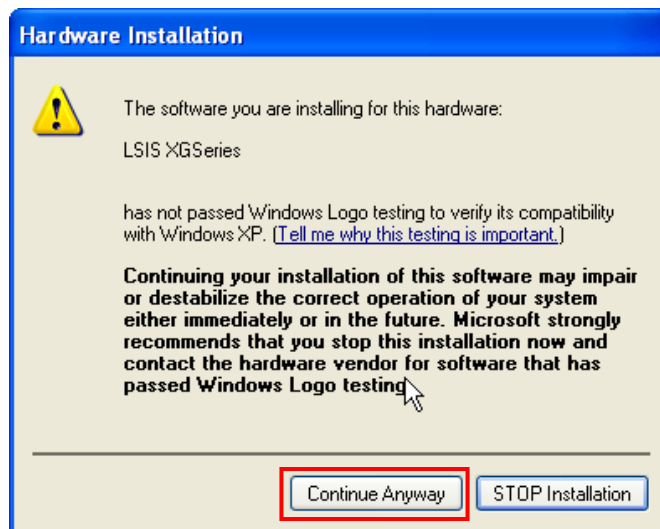 Hardware Installation
The software you are installing for this hardware:
LSIS XGSeries
has not passed Windows Logo testing to verify its compatibility
with Windows XP. (Tell me why this testing is important.)
Continuing your installation of this software may impair
or destabilize the correct operation of your system
either immediately or in the future. Microsoft strongly
recommends that you stop this installation now and
contact the hardware vendor for software that has
passed Windows Logo testing.
Continue Anyway
STOP Installation